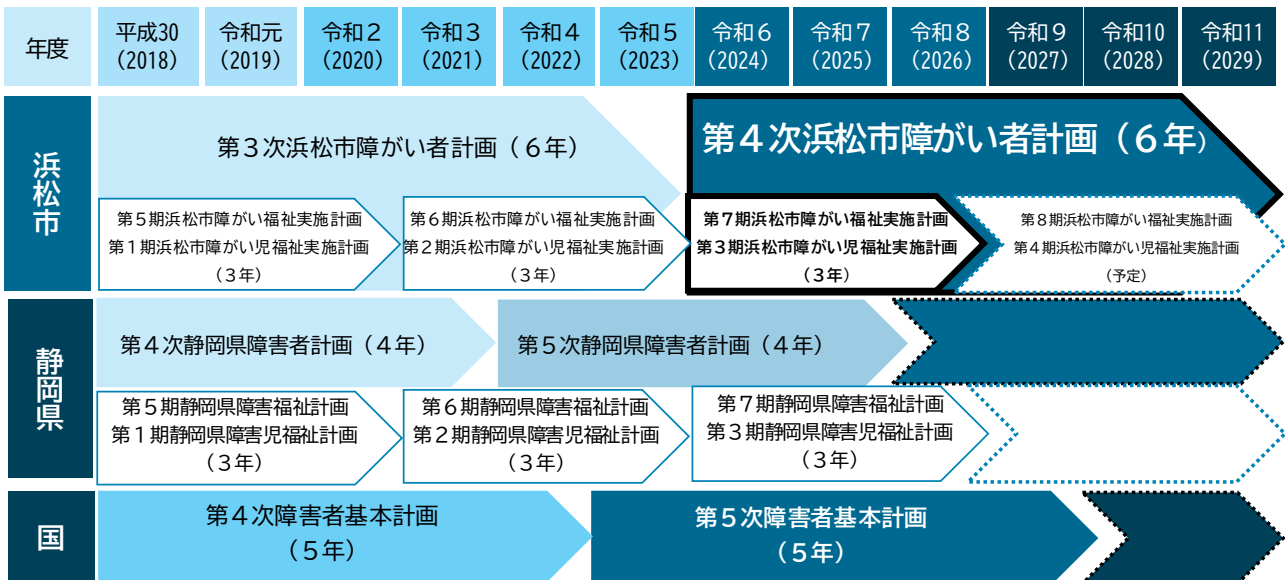 年度
平成30
(2018)
令和元
(2019)
令和２
(2020)
令和３
(2021)
令和４
(2022)
令和５
(2023)
令和６
(2024)
令和７
(2025)
令和８
(2026)
令和９
(2027)
令和10
(2028)
令和11
(2029)
浜松市
第３次浜松市障がい者計画（６年）
第４次浜松市障がい者計画（６年）
第５期浜松市障がい福祉実施計画
第１期浜松市障がい児福祉実施計画
（３年）
第６期浜松市障がい福祉実施計画
第２期浜松市障がい児福祉実施計画
（３年）
第７期浜松市障がい福祉実施計画
第３期浜松市障がい児福祉実施計画
（３年）
第８期浜松市障がい福祉実施計画
第４期浜松市障がい児福祉実施計画
（予定）
静岡県
第４次静岡県障害者計画（４年）
第５次静岡県障害者計画（４年）
第５期静岡県障害福祉計画
第１期静岡県障害児福祉計画
（３年）
第６期静岡県障害福祉計画
第２期静岡県障害児福祉計画
（３年）
第７期静岡県障害福祉計画
第３期静岡県障害児福祉計画
（３年）
国
第４次障害者基本計画
（５年）
第５次障害者基本計画
（５年）